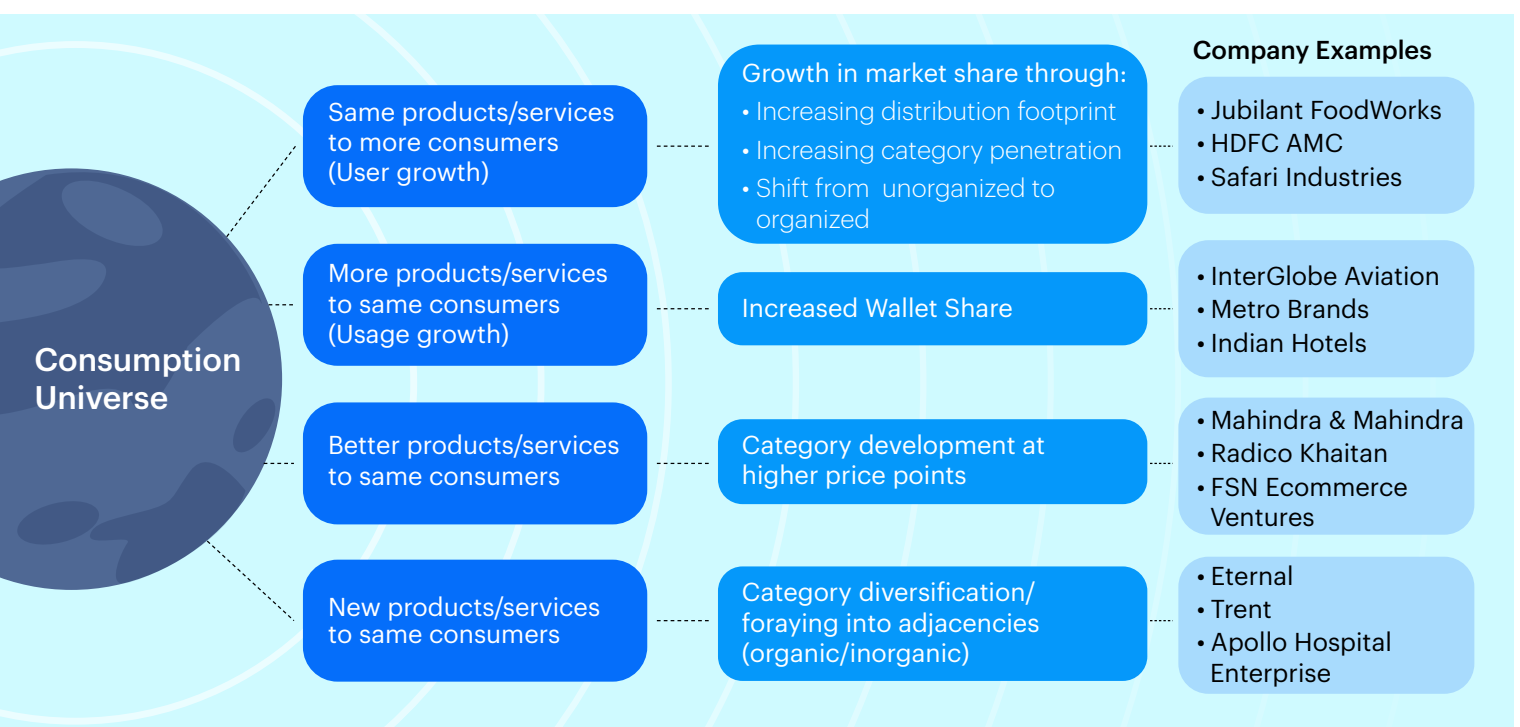 Company Examples
Consumption
Universe
Same products/services
to more consumers
(User growth)
Growth in market share through:
• Increasing distribution footprint
• Increasing category penetration
• Shift from unorganized to
organized
• Jubilant FoodWorks
• HDFC AMC
• Safari Industries
More products/services
to same consumers
(Usage growth)
Increased Wallet Share
• InterGlobe Aviation
• Metro Brands
• Indian Hotels
Better products/services
to same consumers
Category development at
higher price points
• Mahindra & Mahindra
• Radico Khaitan
• FSN Ecommerce
Ventures
New products/services
to same consumers
Category diversification/
foraying into adjacencies
(organic/inorganic)
• Eternal
• Trent
• Apollo Hospital
Enterprise